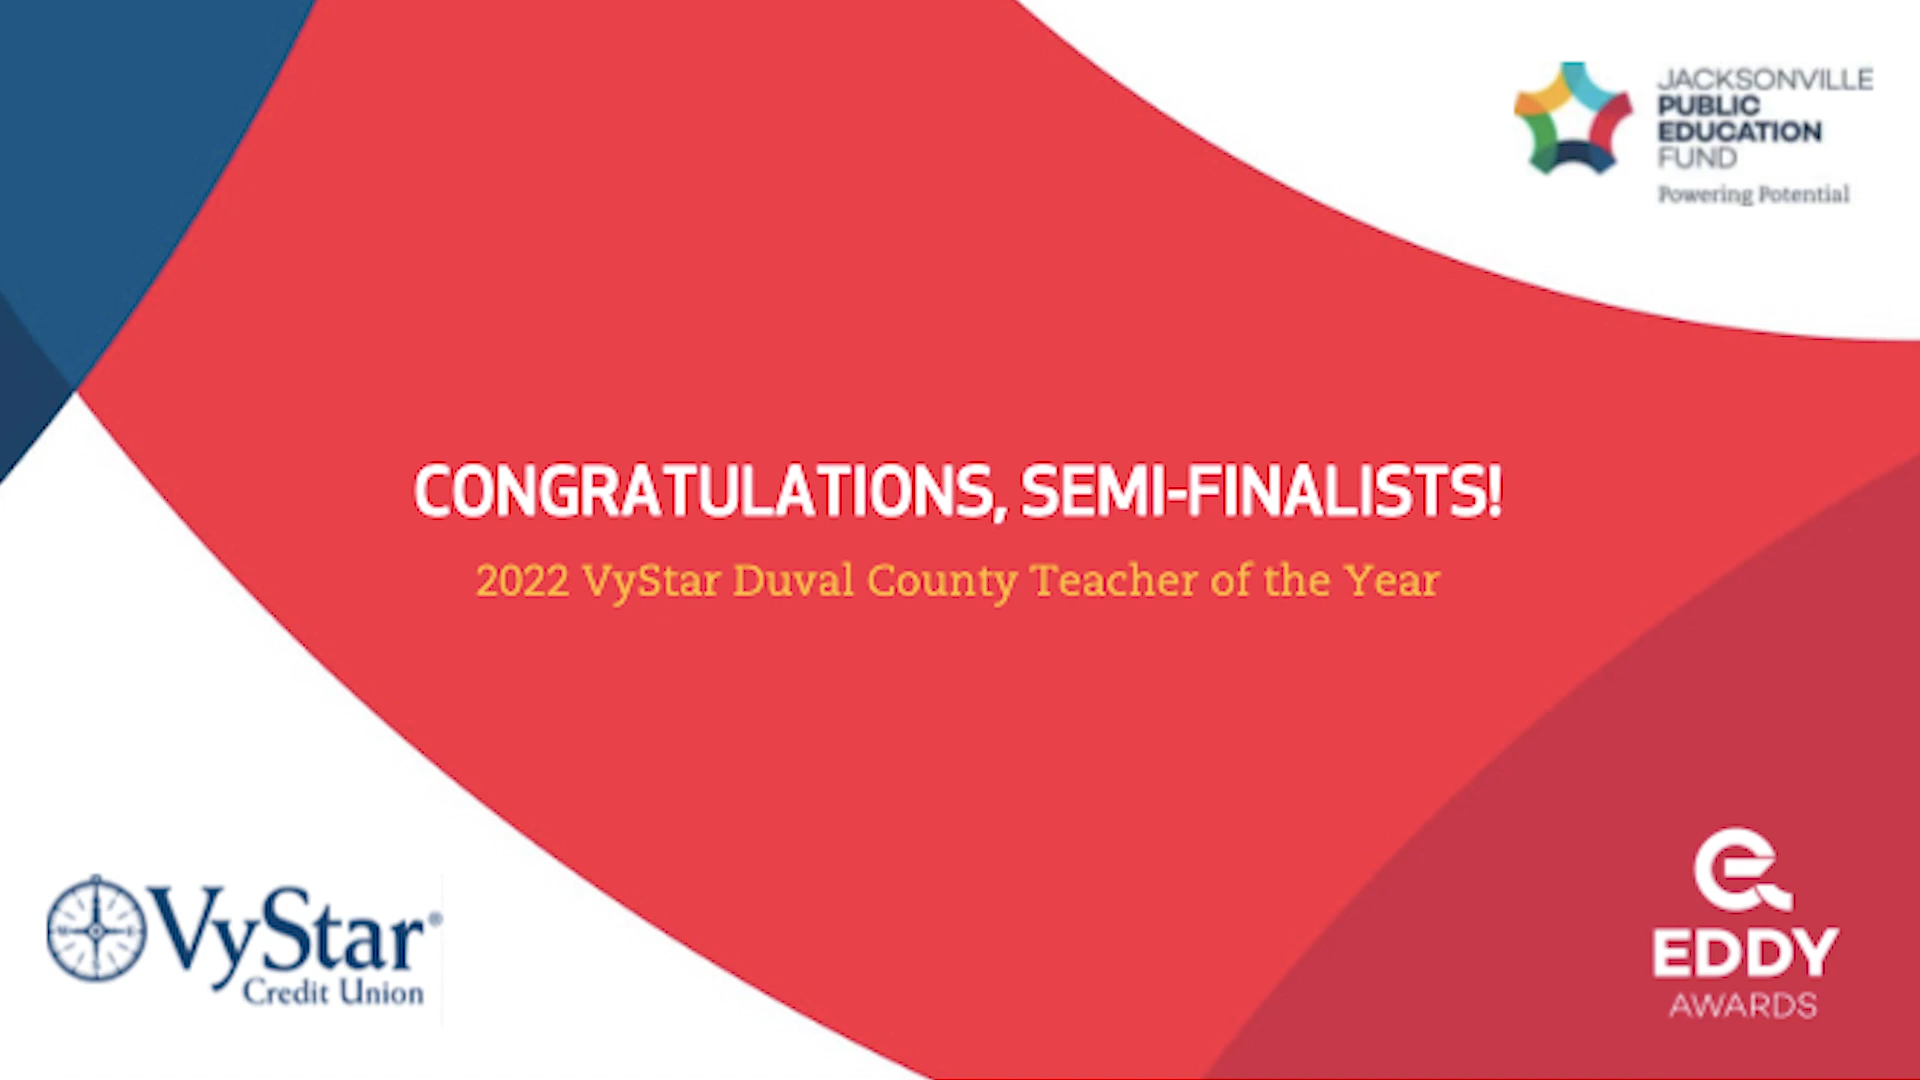 JACKSONVILLE
PUBLIC
EDUCATION
FUND
Powering Potential
CONGRATULATIONS, SEMI-FINALISTS!
2022 VyStar Duval County Teacher of the Year
VyStar®
Credit Union
EDDY
AWARDS